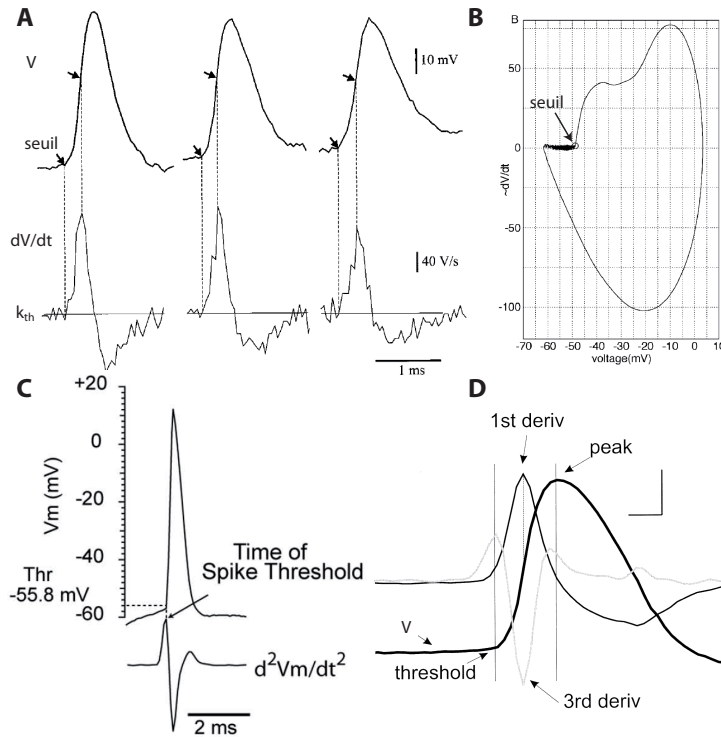 A
V
10 mV
seuil
dV/dt
40 V/s
kth
1 ms
B
B
50
seuil
0
~dV/dt
-50
-100
-70 -60 -50 -40 -30 -20 -10 0 10
voltage(mV)
C
+20
0
-20
-40
-60
Vm (mV)
Thr
-55.8 mV
Time of
Spike Threshold
d²Vm/dt²
2 ms
D
1st deriv
peak
V
threshold
3rd deriv